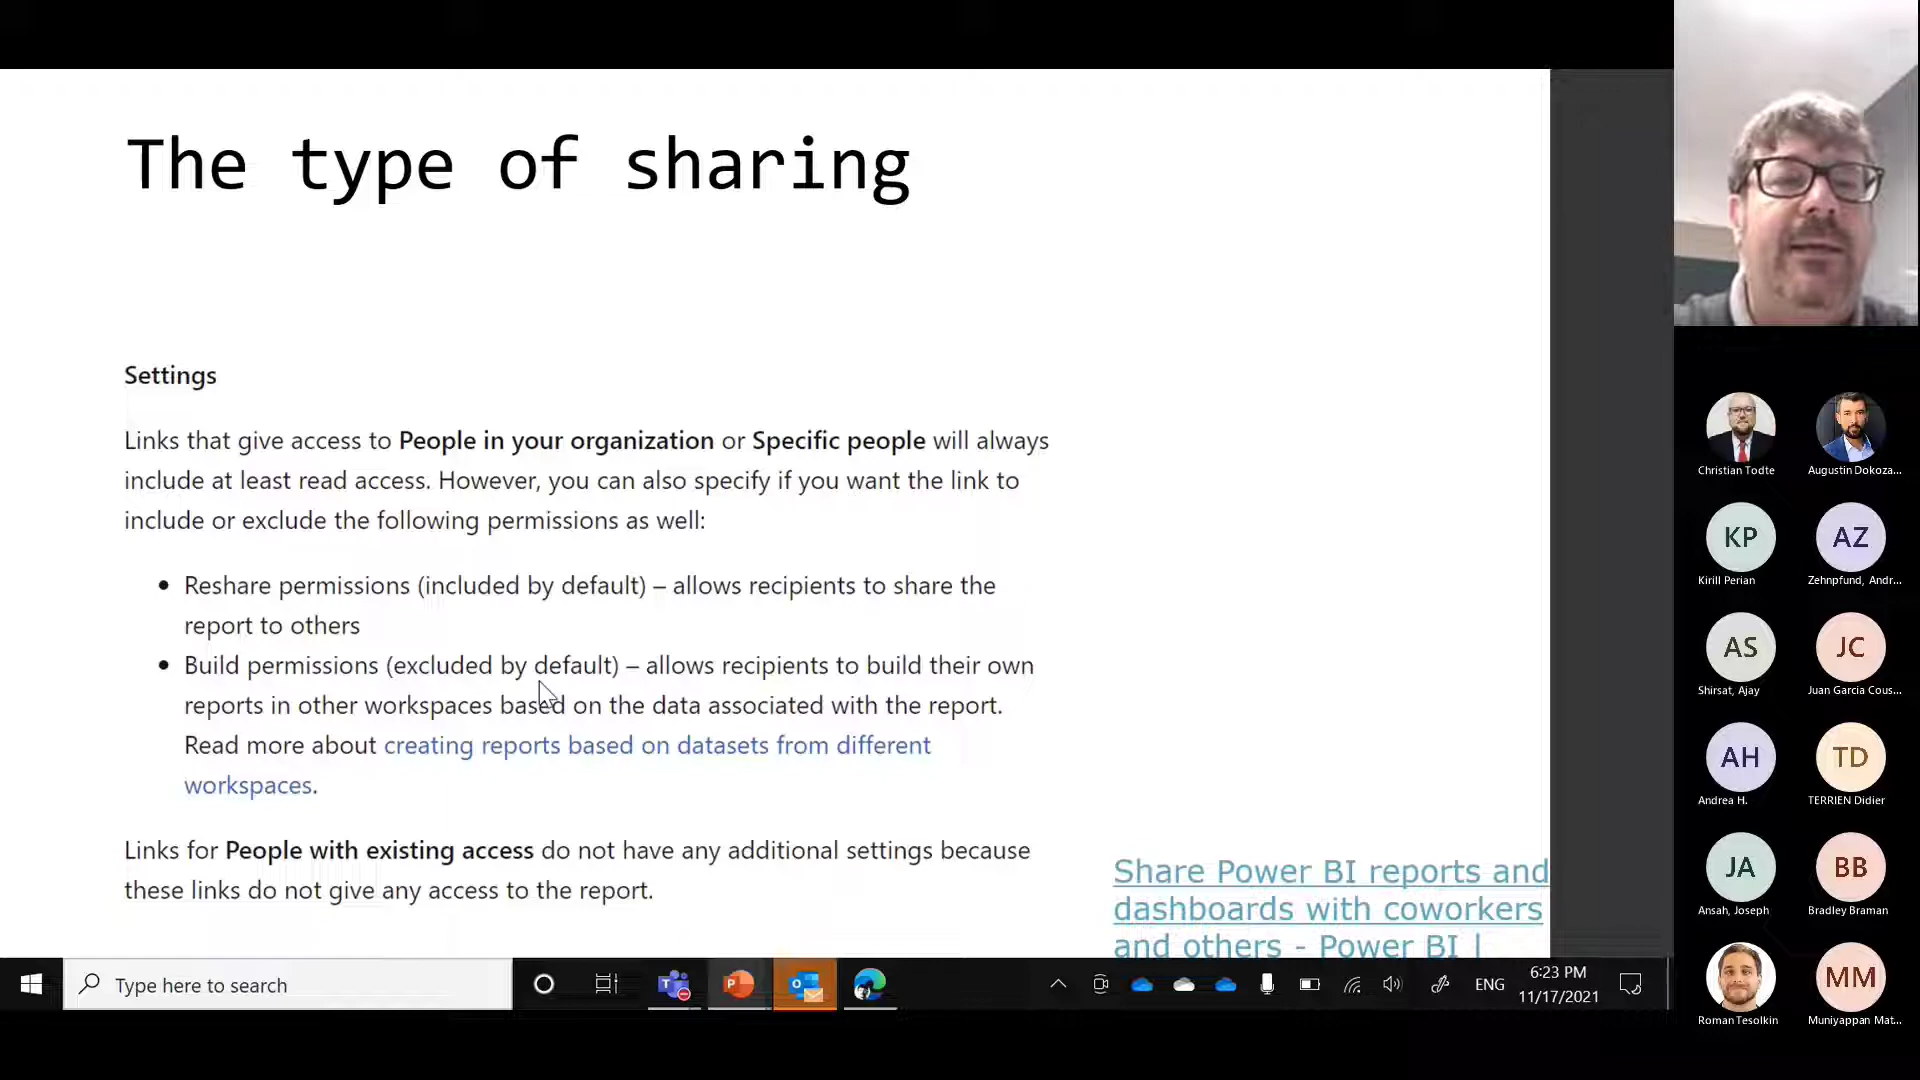 The type of sharing
Settings
Links that give access to People in your organization or Specific people will always
include at least read access. However, you can also specify if you want the link to
include or exclude the following permissions as well:
• Reshare permissions (included by default) – allows recipients to share the
report to others
• Build permissions (excluded by default) – allows recipients to build their own
reports in other workspaces based on the data associated with the report.
Read more about creating reports based on datasets from different
workspaces.
Links for People with existing access do not have any additional settings because
these links do not give any access to the report.
Share Power BI reports and
dashboards with coworkers
and others - Power BI |
Type here to search
ENG
6:23 PM
11/17/2021
Christian Todte
Augustin Dokoza...
KP
Kirill Perian
AZ
Zehnpfund, Andr...
AS
Shirsat, Ajay
JC
Juan Garcia Cous...
AH
Andrea H.
TD
TERRIEN Didier
JA
Ansah, Joseph
BB
Bradley Braman
Roman Tesolkin
MM
Muniyappan Mat...